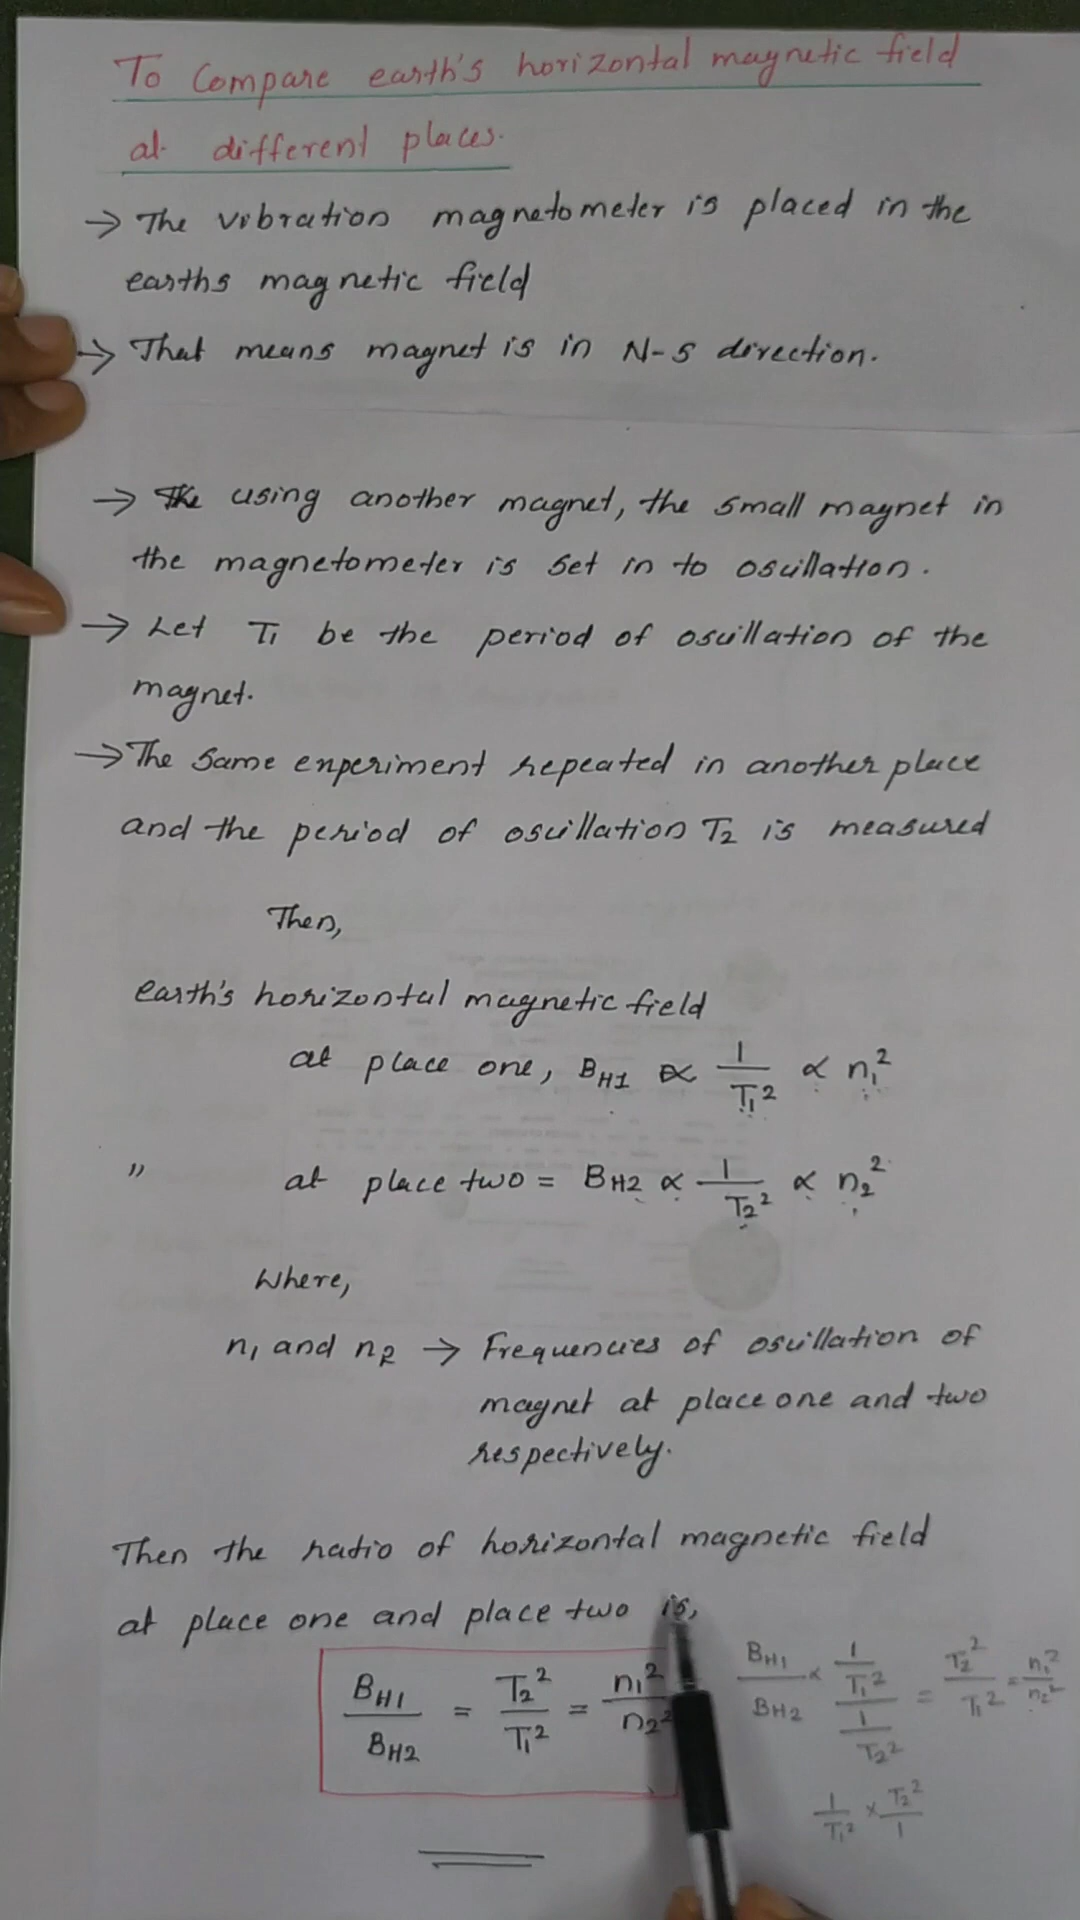 To Compare earth's horizontal magnetic field
at different places.
→ The vibration magnetometer is placed in the
earths magnetic field
→ That means magnet is in N-S direction.
→ The using another magnet, the small magnet in
the magnetometer is set in to oscillation.
→ Let T₁ be the period of oscillation of the
magnet.
→ The same experiment repeated in another place
and the period of oscillation T₂ is measured
Then,
earth's horizontal magnetic field
at place one, B_H1 ∝ 1/T₁² ∝ n₁²
" at place two = B_H2 ∝ 1/T₂² ∝ n₂²
Where,
n₁ and n₂ → Frequencies of oscillation of
magnet at place one and two
respectively.
Then the ratio of horizontal magnetic field
at place one and place two is,
B_H1/B_H2 = T₂²/T₁² = n₁²/n₂²
B_H1/B_H2 ∝ (1/T₁²)/(1/T₂²) = T₂²/T₁² = n₁²/n₂²
1/T₁² × T₂²/1